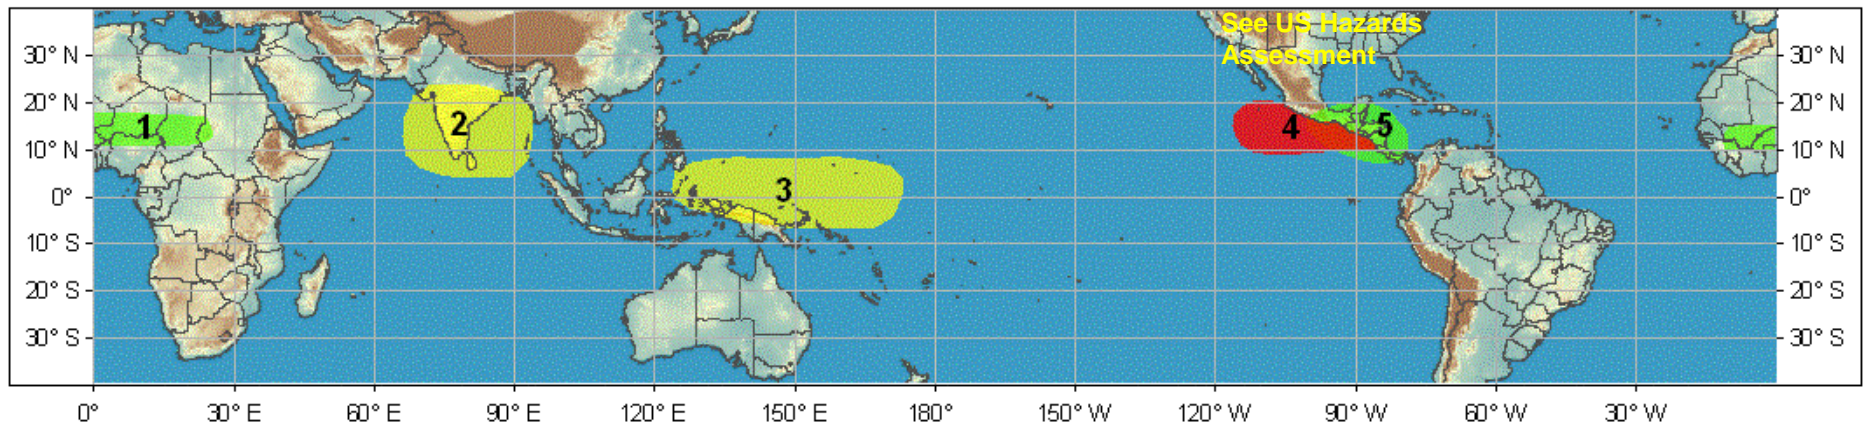 See US Hazards
Assessment
30° N
30° N
20° N
20° N
1
2
4
5
10° N
10° N
3
0°
0°
10° S
10° S
20° S
20° S
30° S
30° S
0°
30° E
60° E
90° E
120° E
150° E
180°
150° W
120° W
90° W
60° W
30° W